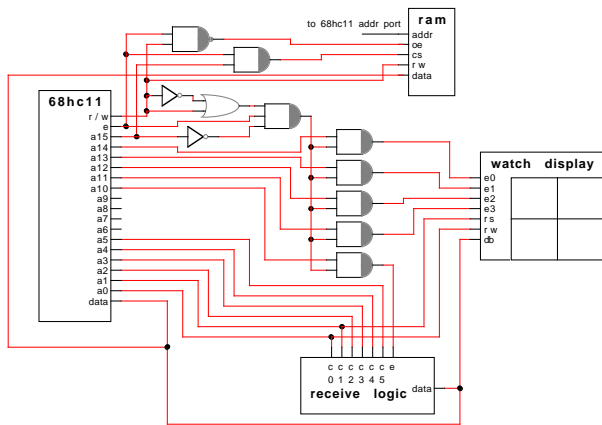 to 68hc11 addr port
ram
addr
oe
cs
r w
data
68hc11
r / w
e
a15
a14
a13
a12
a11
a10
a9
a8
a7
a6
a5
a4
a3
a2
a1
a0
data
watch display
e0
e1
e2
e3
rs
rw
db
c c c c c c e
0 1 2 3 4 5
data
receive logic